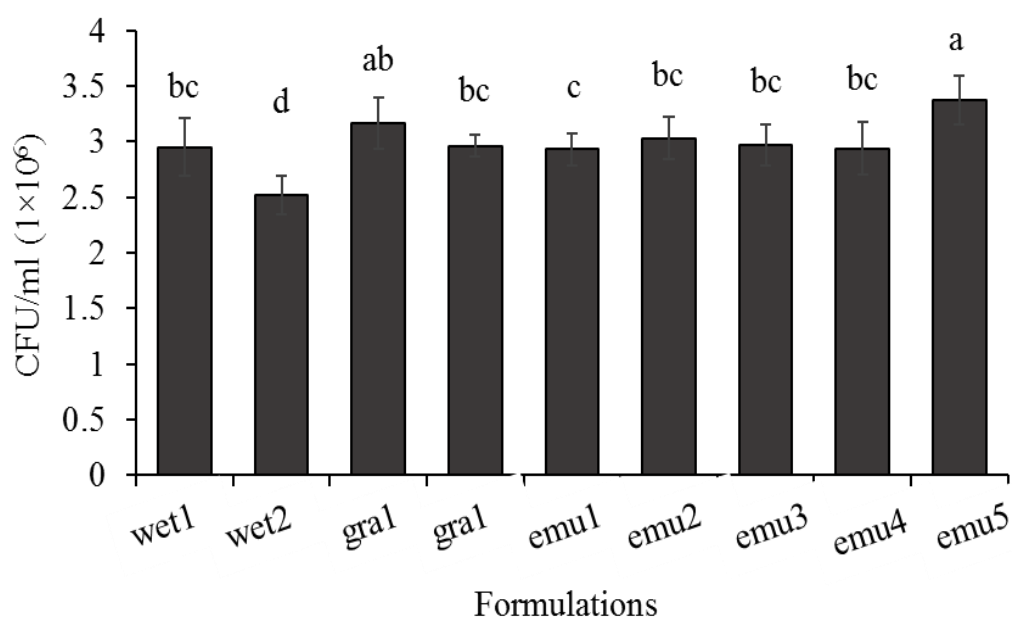 4
3.5
3
2.5
2
1.5
1
0.5
0
CFU/ml (1×10⁶)
bc
d
ab
bc
c
bc
bc
bc
a
wet1
wet2
gra1
gra1
emu1
emu2
emu3
emu4
emu5
Formulations